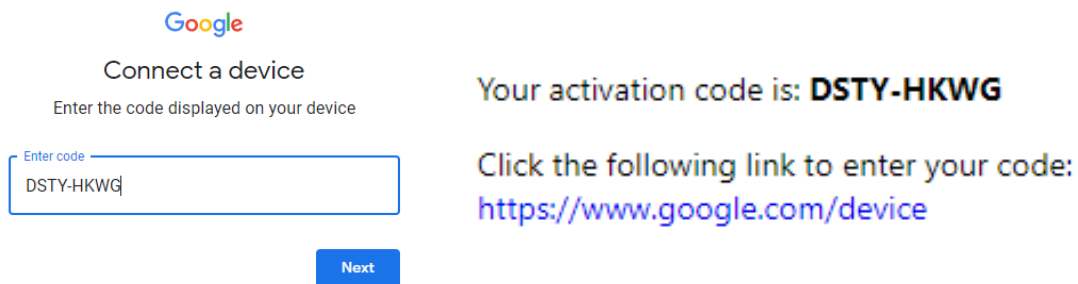 Google
Connect a device
Enter the code displayed on your device
Enter code
DSTY-HKWG
Next
Your activation code is: DSTY-HKWG
Click the following link to enter your code:
https://www.google.com/device